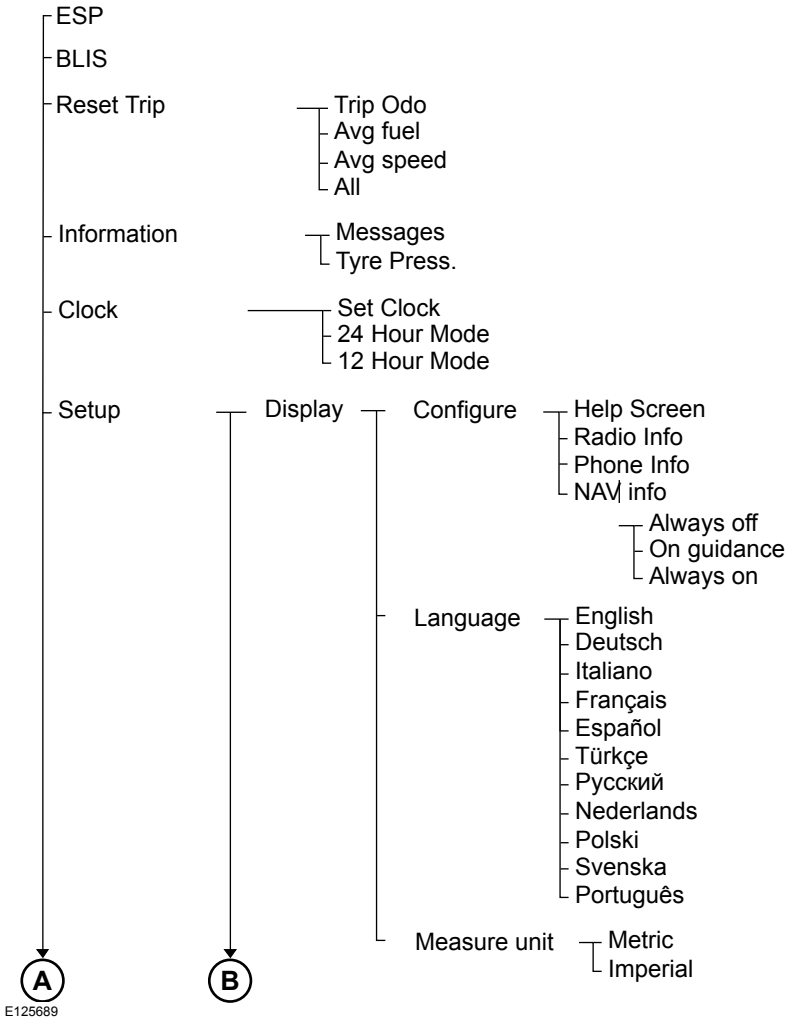 ESP
BLIS
Reset Trip
Trip Odo
Avg fuel
Avg speed
All
Information
Messages
Tyre Press.
Clock
Set Clock
24 Hour Mode
12 Hour Mode
Setup
Display
Configure
Help Screen
Radio Info
Phone Info
NAV info
Always off
On guidance
Always on
Language
English
Deutsch
Italiano
Français
Español
Türkçe
Русский
Nederlands
Polski
Svenska
Português
Measure unit
Metric
Imperial
A
B
E125689